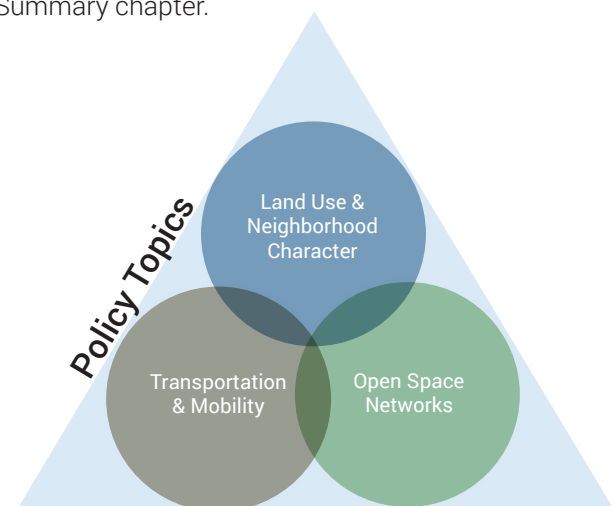 Summary chapter.
Policy Topics
Land Use &
Neighborhood
Character
Transportation
& Mobility
Open Space
Networks